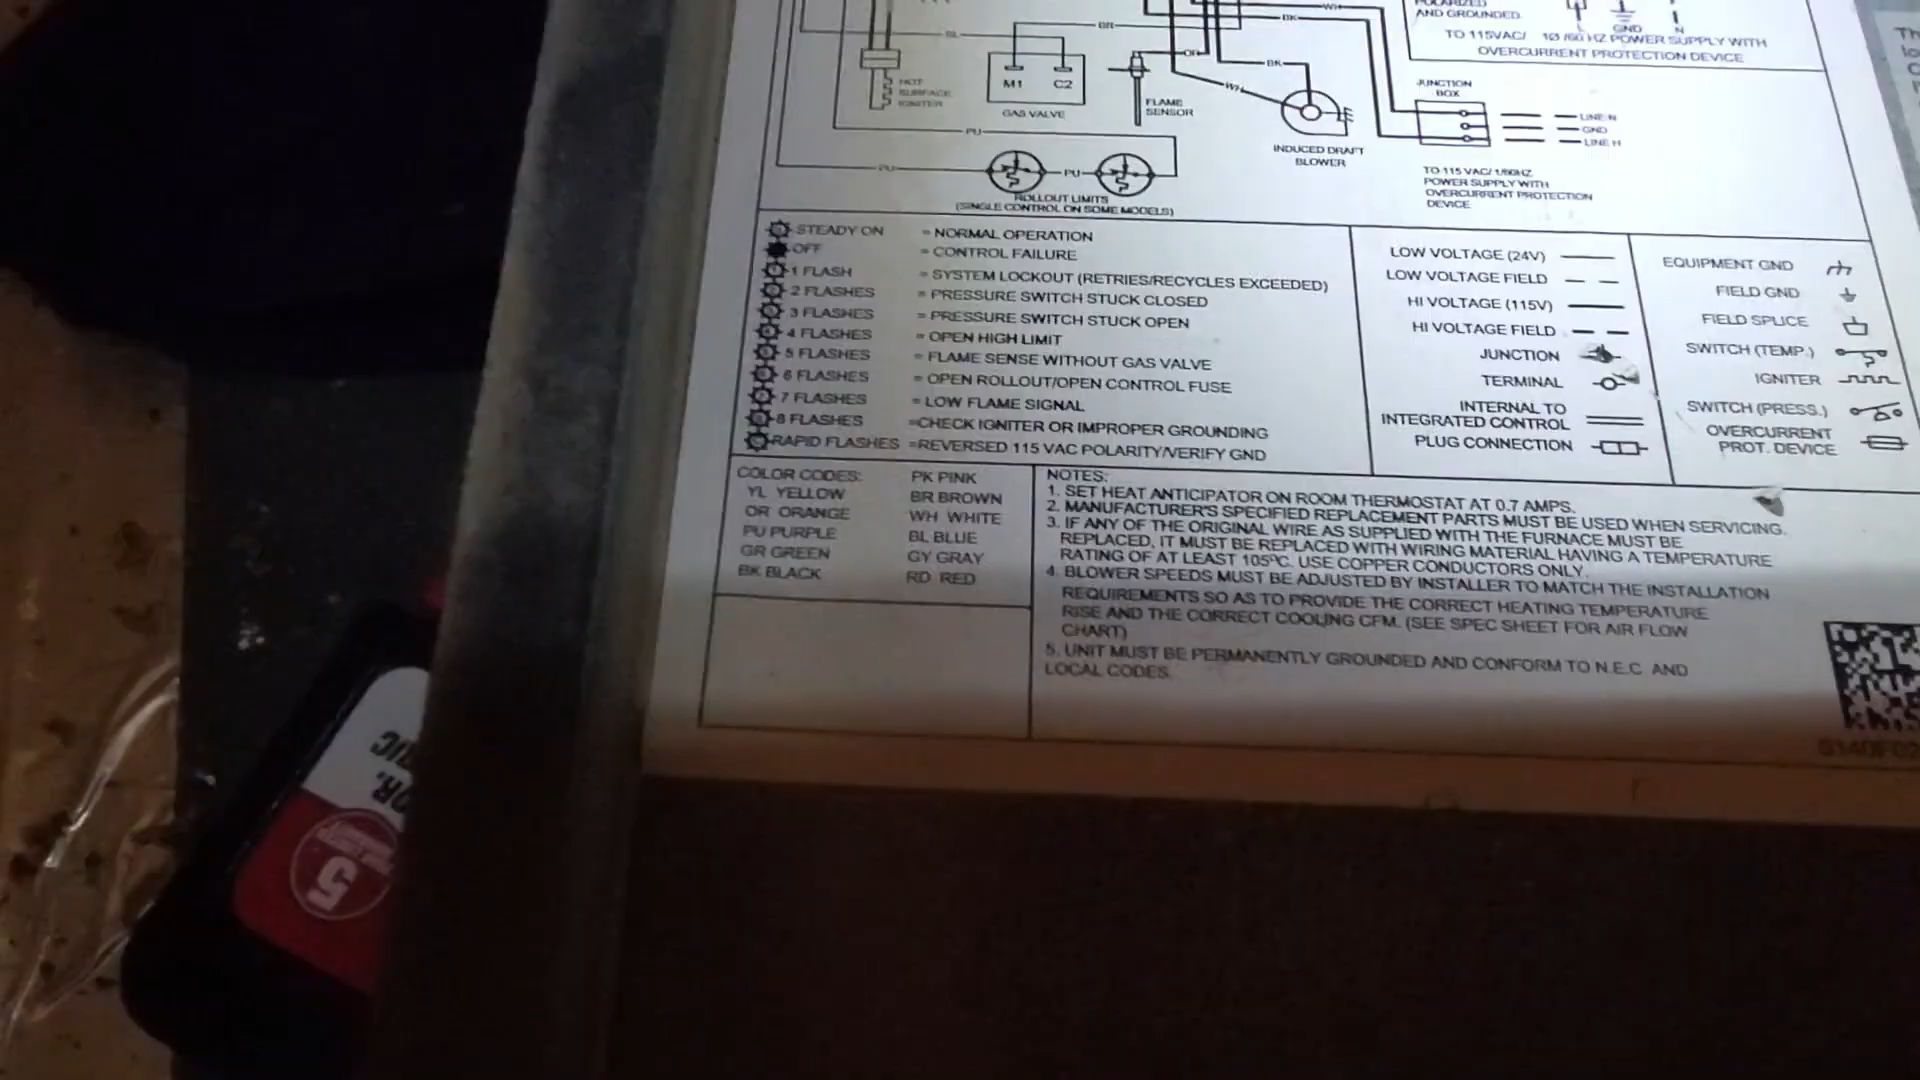 POLARIZED
AND GROUNDED.
L GND N
TO 115VAC/ 1Ø /60 HZ POWER SUPPLY WITH
OVERCURRENT PROTECTION DEVICE
WH
BK
BR
BL
OR
BK
WH
HOT
SURFACE
IGNITER
M1 C2
GAS VALVE
FLAME
SENSOR
INDUCED DRAFT
BLOWER
JUNCTION
BOX
LINE N
GND
LINE H
TO 115 VAC/ 1/60HZ
POWER SUPPLY WITH
OVERCURRENT PROTECTION
DEVICE
PU
PU
PU
ROLLOUT LIMITS
(SINGLE CONTROL ON SOME MODELS)
STEADY ON = NORMAL OPERATION
OFF = CONTROL FAILURE
1 FLASH = SYSTEM LOCKOUT (RETRIES/RECYCLES EXCEEDED)
2 FLASHES = PRESSURE SWITCH STUCK CLOSED
3 FLASHES = PRESSURE SWITCH STUCK OPEN
4 FLASHES = OPEN HIGH LIMIT
5 FLASHES = FLAME SENSE WITHOUT GAS VALVE
6 FLASHES = OPEN ROLLOUT/OPEN CONTROL FUSE
7 FLASHES = LOW FLAME SIGNAL
8 FLASHES =CHECK IGNITER OR IMPROPER GROUNDING
RAPID FLASHES =REVERSED 115 VAC POLARITY/VERIFY GND
LOW VOLTAGE (24V)
LOW VOLTAGE FIELD
HI VOLTAGE (115V)
HI VOLTAGE FIELD
JUNCTION
TERMINAL
INTERNAL TO
INTEGRATED CONTROL
PLUG CONNECTION
EQUIPMENT GND
FIELD GND
FIELD SPLICE
SWITCH (TEMP.)
IGNITER
SWITCH (PRESS.)
OVERCURRENT
PROT. DEVICE
COLOR CODES:
YL YELLOW
OR ORANGE
PU PURPLE
GR GREEN
BK BLACK
PK PINK
BR BROWN
WH WHITE
BL BLUE
GY GRAY
RD RED
NOTES:
1. SET HEAT ANTICIPATOR ON ROOM THERMOSTAT AT 0.7 AMPS.
2. MANUFACTURER'S SPECIFIED REPLACEMENT PARTS MUST BE USED WHEN SERVICING.
3. IF ANY OF THE ORIGINAL WIRE AS SUPPLIED WITH THE FURNACE MUST BE
REPLACED, IT MUST BE REPLACED WITH WIRING MATERIAL HAVING A TEMPERATURE
RATING OF AT LEAST 105°C. USE COPPER CONDUCTORS ONLY.
4. BLOWER SPEEDS MUST BE ADJUSTED BY INSTALLER TO MATCH THE INSTALLATION
REQUIREMENTS SO AS TO PROVIDE THE CORRECT HEATING TEMPERATURE
RISE AND THE CORRECT COOLING CFM. (SEE SPEC SHEET FOR AIR FLOW
CHART)
5. UNIT MUST BE PERMANENTLY GROUNDED AND CONFORM TO N.E.C AND
LOCAL CODES.
5